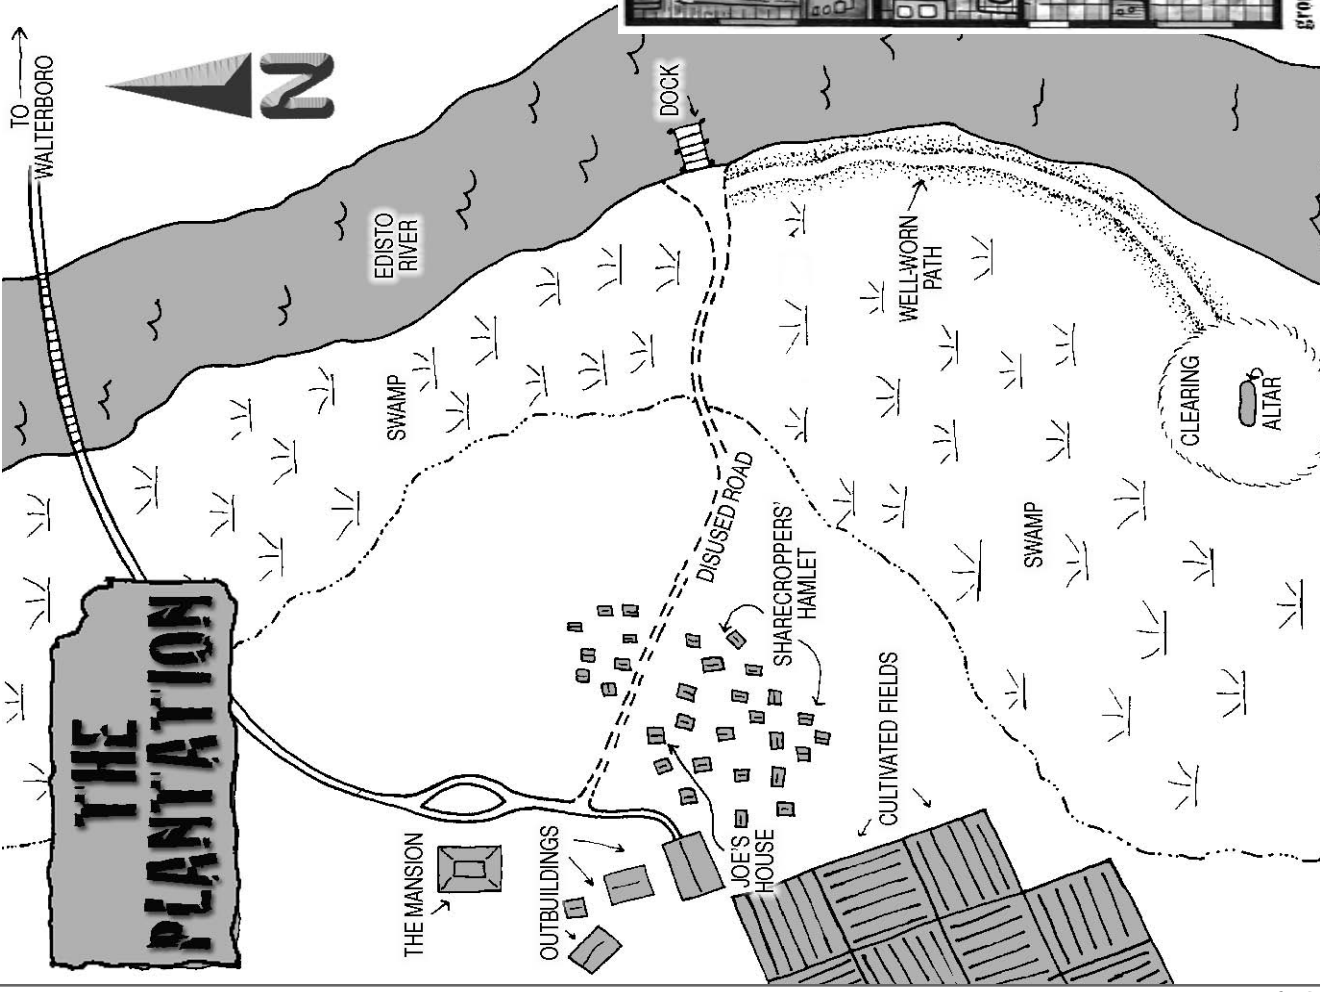 THE
PLANTATION
TO
WALTERBORO
N
EDISTO
RIVER
DOCK
SWAMP
WELL-WORN
PATH
CLEARING
ALTAR
DISUSED ROAD
SHARECROPPERS'
HAMLET
SWAMP
CULTIVATED FIELDS
THE MANSION
OUTBUILDINGS
JOE'S
HOUSE